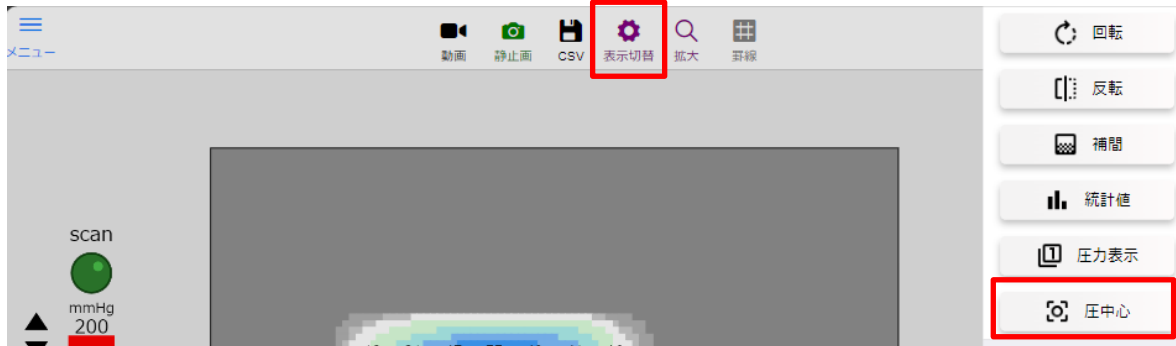 メニュー
動画
静止画
CSV
表示切替
拡大
罫線
回転
反転
補間
統計値
圧力表示
圧中心
scan
mmHg
200